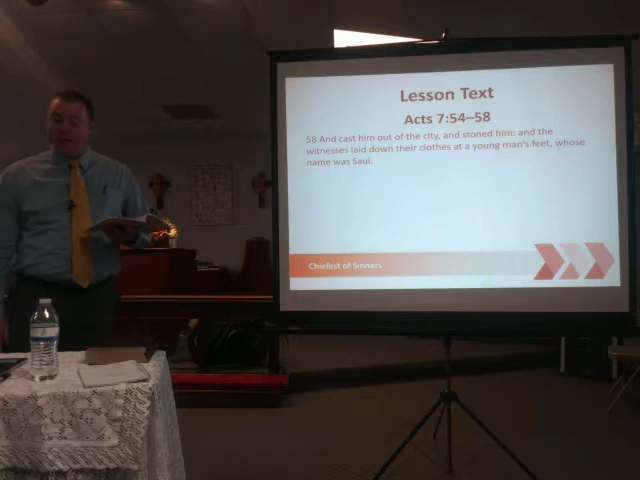 Lesson Text
Acts 7:54–58
58 And cast him out of the city, and stoned him: and the
witnesses laid down their clothes at a young man's feet, whose
name was Saul.
Chiefest of Sinners